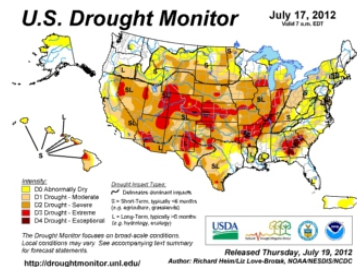 U.S. Drought Monitor
July 17, 2012
Valid 7 a.m. EDT
Intensity:
D0 Abnormally Dry
D1 Drought - Moderate
D2 Drought - Severe
D3 Drought - Extreme
D4 Drought - Exceptional
Drought Impact Types:
Delineates dominant impacts
S = Short-Term, typically <6 months
(e.g. agriculture, grasslands)
L = Long-Term, typically >6 months
(e.g. hydrology, ecology)
The Drought Monitor focuses on broad-scale conditions.
Local conditions may vary. See accompanying text summary
for forecast statements.
http://droughtmonitor.unl.edu/
USDA
Released Thursday, July 19, 2012
Author: Richard Heim/Liz Love-Brotak, NOAA/NESDIS/NCDC
SL
SL
SL
SL
L
S
S